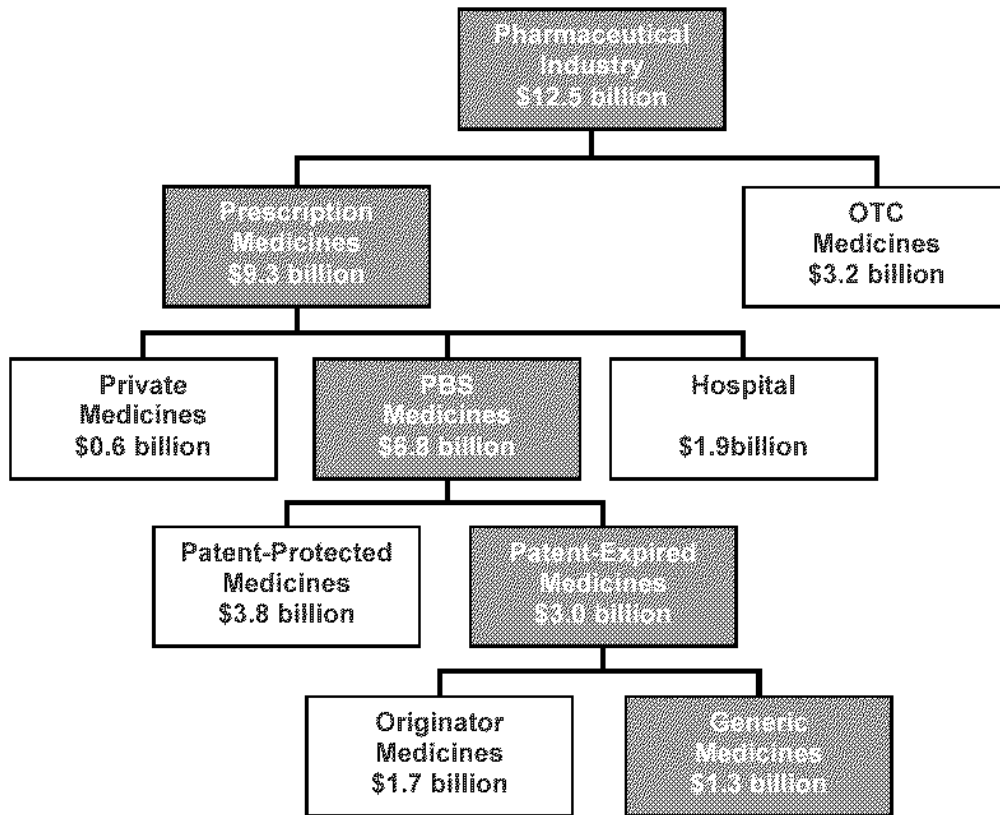 Pharmaceutical
Industry
$12.5 billion
Prescription
Medicines
$9.3 billion
OTC
Medicines
$3.2 billion
Private
Medicines
$0.6 billion
PBS
Medicines
$6.8 billion
Hospital
$1.9billion
Patent-Protected
Medicines
$3.8 billion
Patent-Expired
Medicines
$3.0 billion
Originator
Medicines
$1.7 billion
Generic
Medicines
$1.3 billion